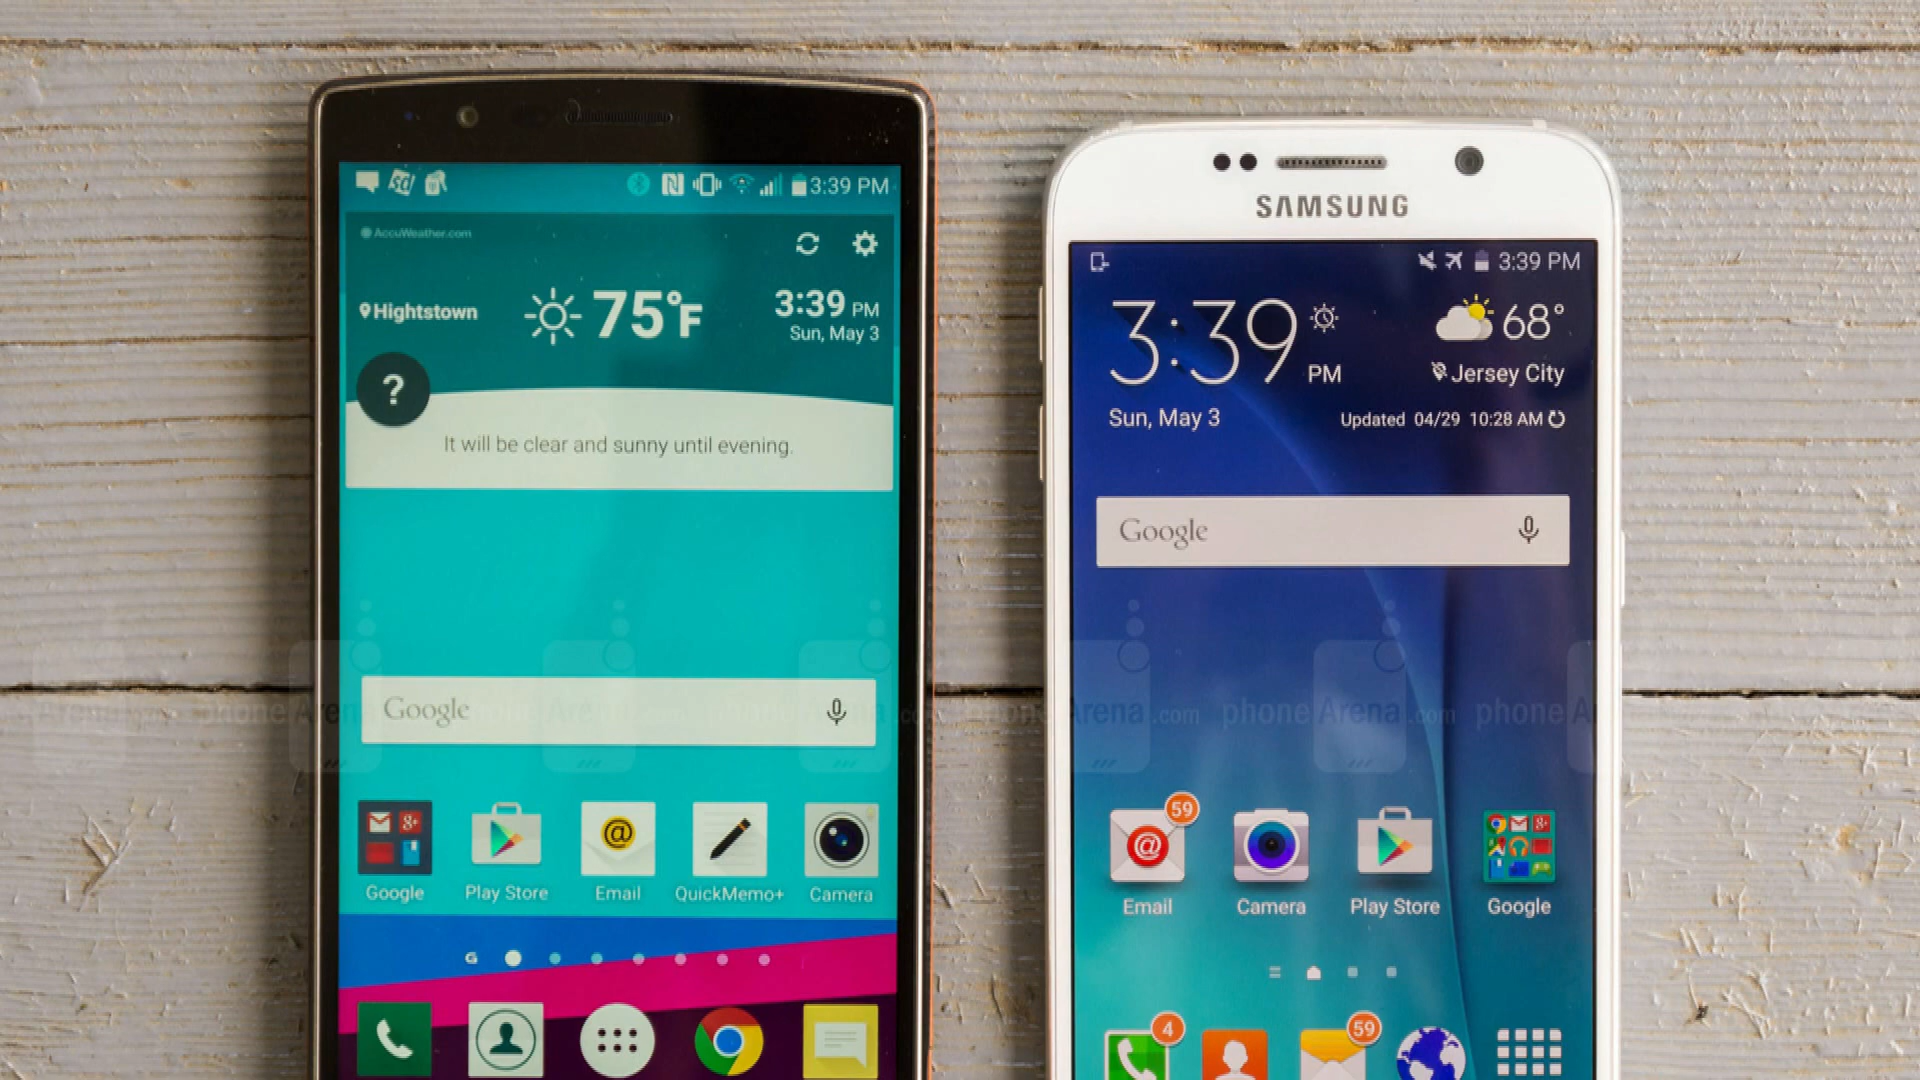 3:39 PM
AccuWeather.com
Hightstown
75°F
3:39 PM
Sun, May 3
?
It will be clear and sunny until evening.
Google
Google
Play Store
Email
QuickMemo+
Camera
SAMSUNG
3:39 PM
3:39 PM
68°
Jersey City
Sun, May 3
Updated 04/29 10:28 AM
Google
59
Email
Camera
Play Store
Google
4
59
phoneArena.com
phoneArena.com